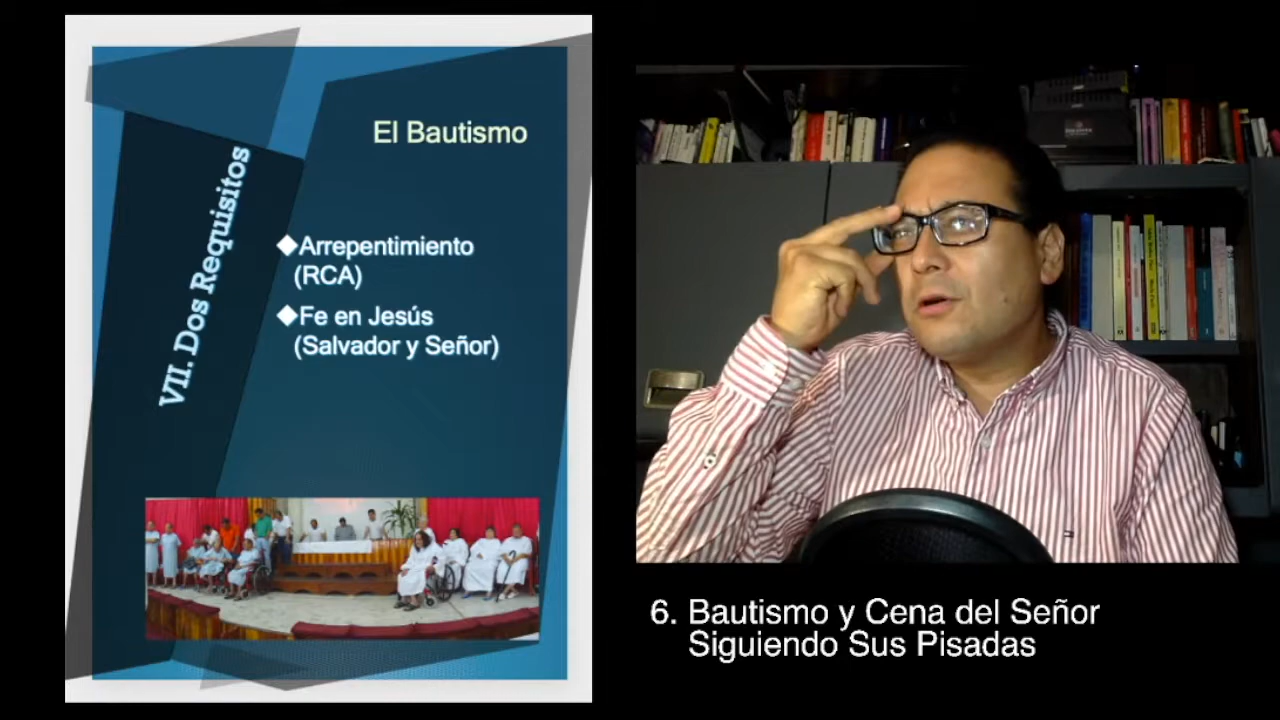 El Bautismo
VII. Dos Requisitos
Arrepentimiento
(RCA)
Fe en Jesús
(Salvador y Señor)
6. Bautismo y Cena del Señor
Siguiendo Sus Pisadas